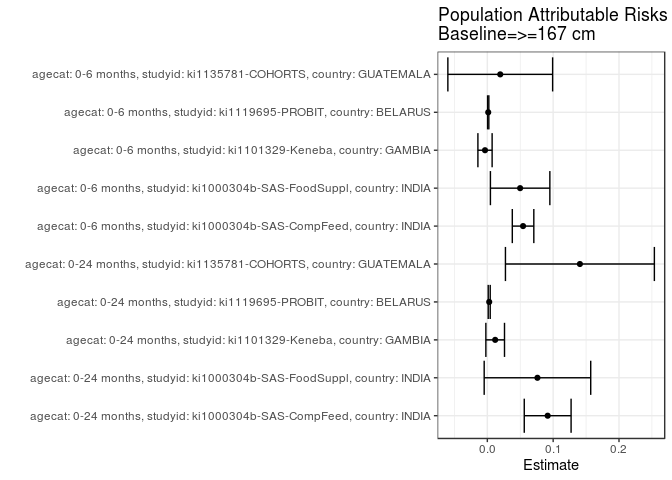 Population Attributable Risks
Baseline=>=167 cm
agecat: 0-6 months, studyid: ki1135781-COHORTS, country: GUATEMALA
agecat: 0-6 months, studyid: ki1119695-PROBIT, country: BELARUS
agecat: 0-6 months, studyid: ki1101329-Keneba, country: GAMBIA
agecat: 0-6 months, studyid: ki1000304b-SAS-FoodSuppl, country: INDIA
agecat: 0-6 months, studyid: ki1000304b-SAS-CompFeed, country: INDIA
agecat: 0-24 months, studyid: ki1135781-COHORTS, country: GUATEMALA
agecat: 0-24 months, studyid: ki1119695-PROBIT, country: BELARUS
agecat: 0-24 months, studyid: ki1101329-Keneba, country: GAMBIA
agecat: 0-24 months, studyid: ki1000304b-SAS-FoodSuppl, country: INDIA
agecat: 0-24 months, studyid: ki1000304b-SAS-CompFeed, country: INDIA
0.0 0.1 0.2
Estimate